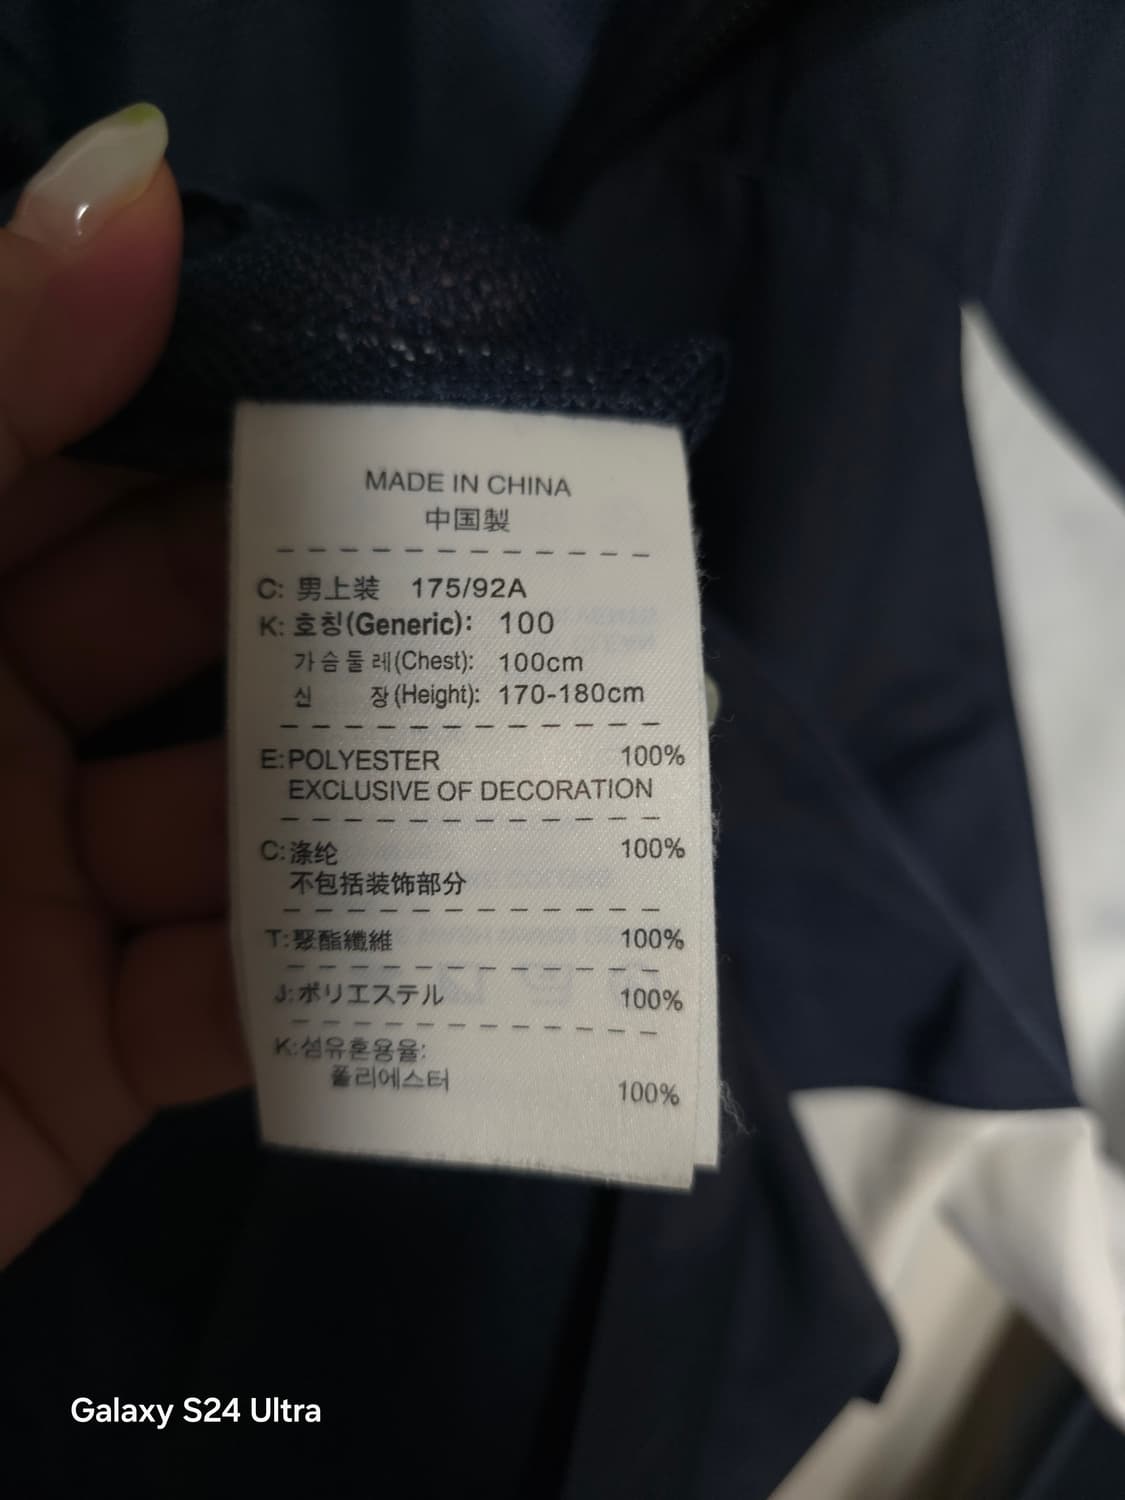 MADE IN CHINA
中国製
C: 男上装 175/92A
K: 호칭(Generic): 100
가슴둘레(Chest): 100cm
신 장(Height): 170-180cm
E:POLYESTER 100%
EXCLUSIVE OF DECORATION
C:涤纶 100%
不包括装饰部分
T:聚酯纖維 100%
J:ポリエステル 100%
K:섬유혼용율:
폴리에스터 100%
Galaxy S24 Ultra